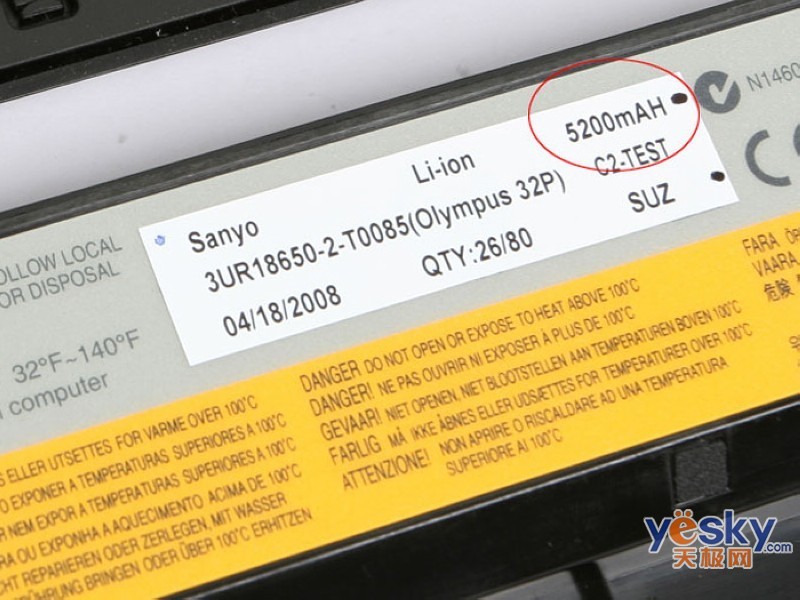 N1460
5200mAH
Li-ion
C2-TEST
Sanyo
3UR18650-2-T0085(Olympus 32P)
SUZ
04/18/2008
QTY:26/80
OLLOW LOCAL
OR DISPOSAL
32°F~140°F
computer
DANGER DO NOT OPEN OR EXPOSE TO HEAT ABOVE 100°C
DANGER! NE PAS OUVRIR NI EXPOSER À PLUS DE 100°C
GEVAAR! NIET OPENEN, NIET BLOOTSTELLEN AAN TEMPERATUREN BOVEN 100°C
FARLIG MÅ IKKE ÅBNES ELLER UDSÆTTES FOR TEMPERATURER OVER 100°C
ATTENZIONE! NON APRIRE O RISCALDARE AD UNA TEMPERATURA
SUPERIORE AI 100°C
FARA
VAARA
危険
ELLER UTSETTES FOR VARME OVER 100°C
O EXPONER A TEMPERATURAS SUPERIORES A 100°C
NEM EXPOR A TEMPERATURAS SUPERIORES A 100°C
OU EXPONHA A AQUECIMENTO ACIMA DE 100°C
REPARIEREN ODER ZERLEGEN, MIT WASSER
BRINGEN ODER ÜBER 100°C ERHITZEN
yesky.com
天极网